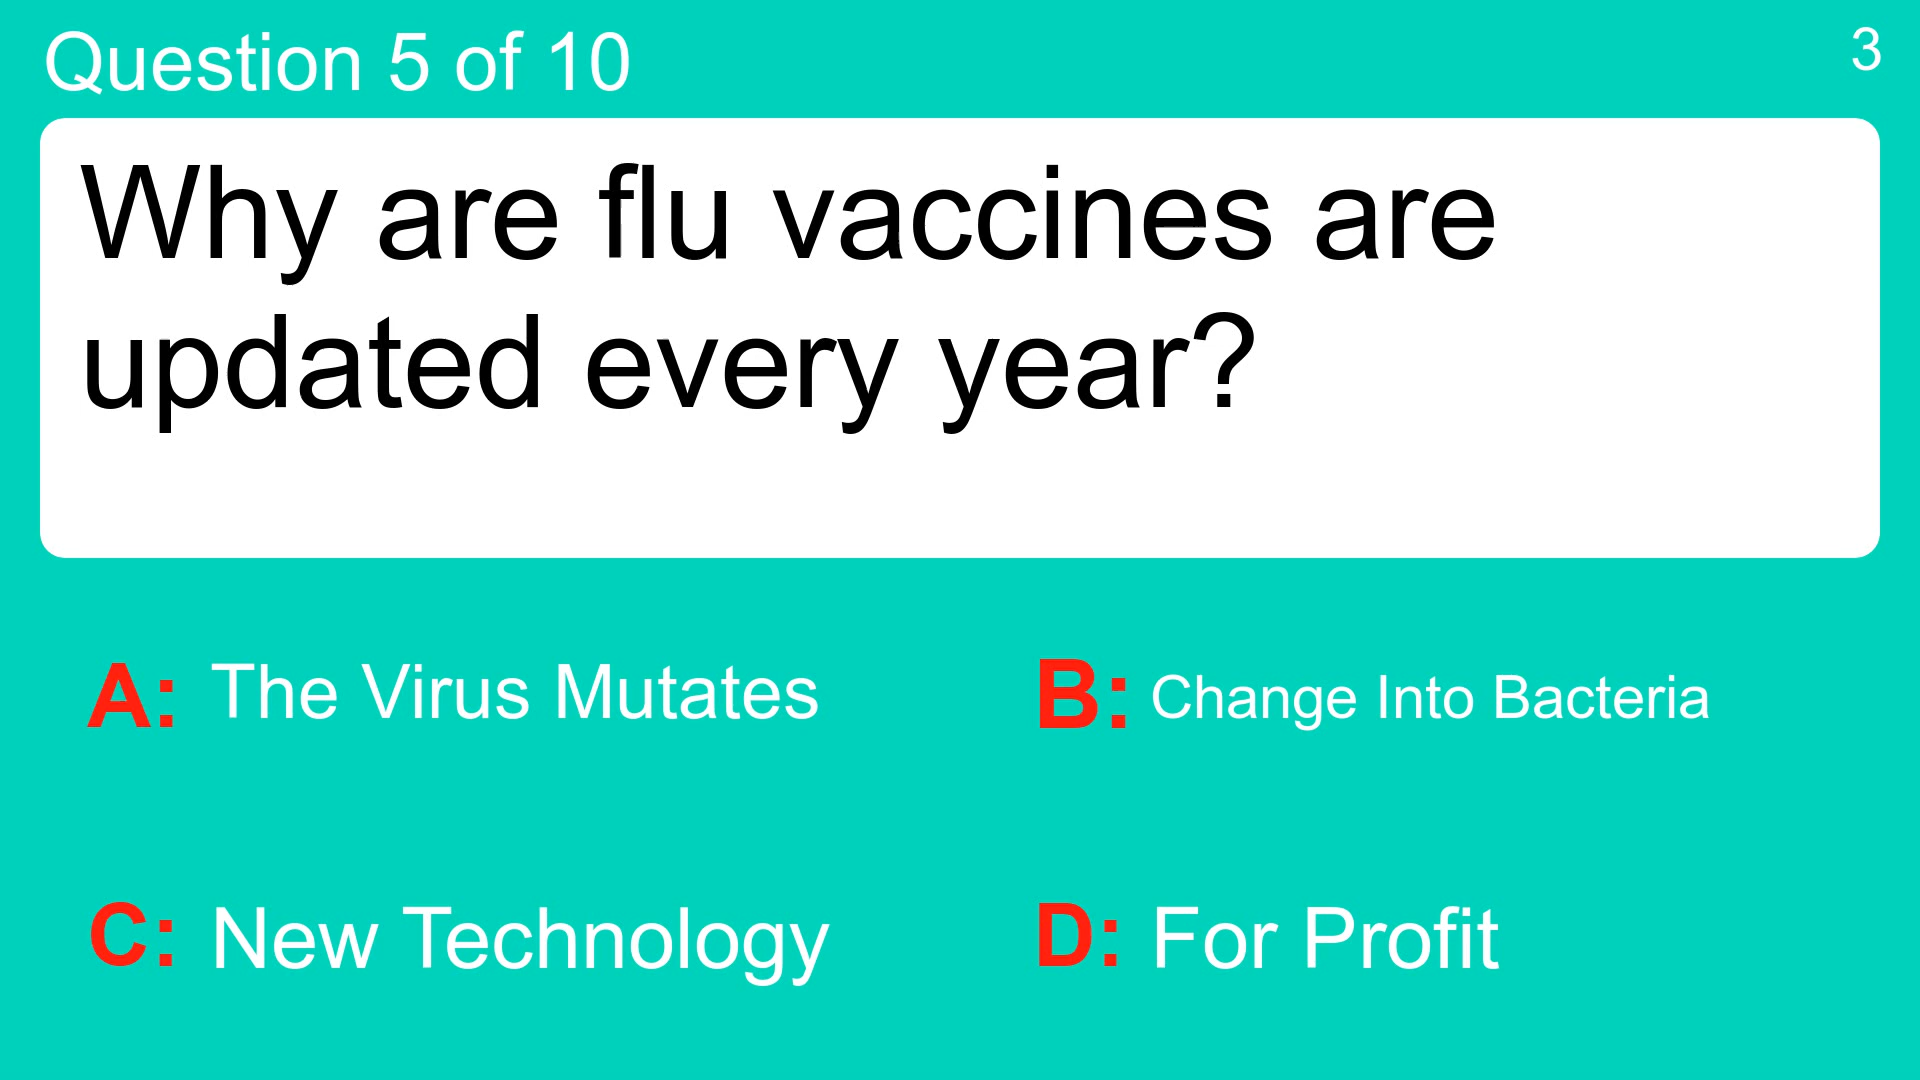 Question 5 of 10
3
Why are flu vaccines are
updated every year?
A: The Virus Mutates
B: Change Into Bacteria
C: New Technology
D: For Profit